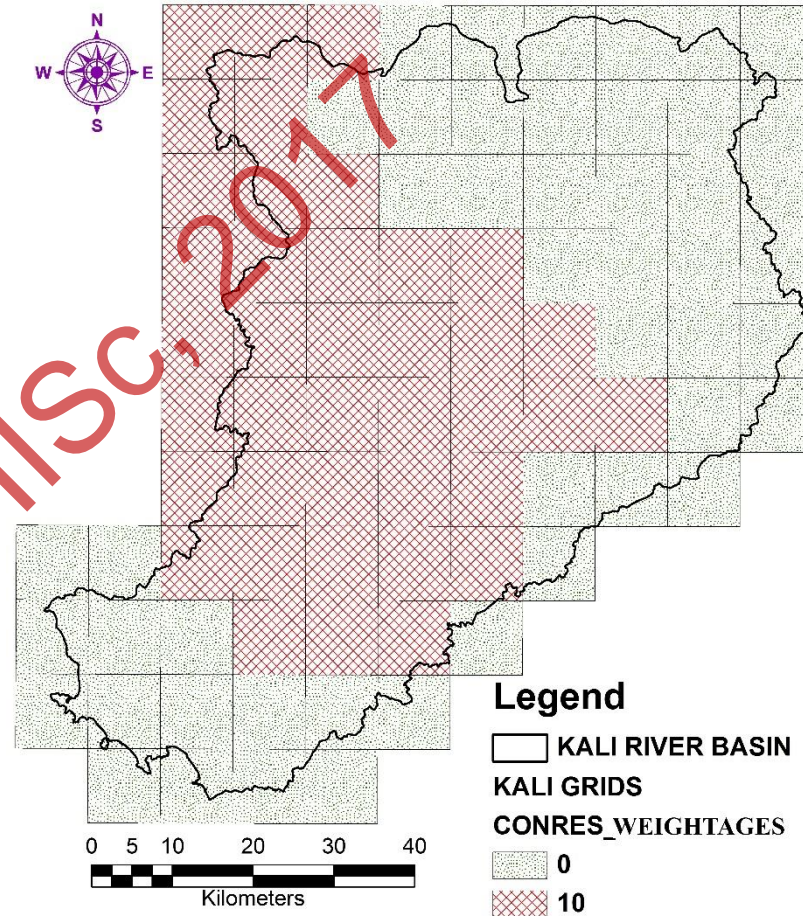 N
W E
S
IISc, 2017
Legend
KALI RIVER BASIN
KALI GRIDS
CONRES_WEIGHTAGES
0
10
0 5 10 20 30 40
Kilometers